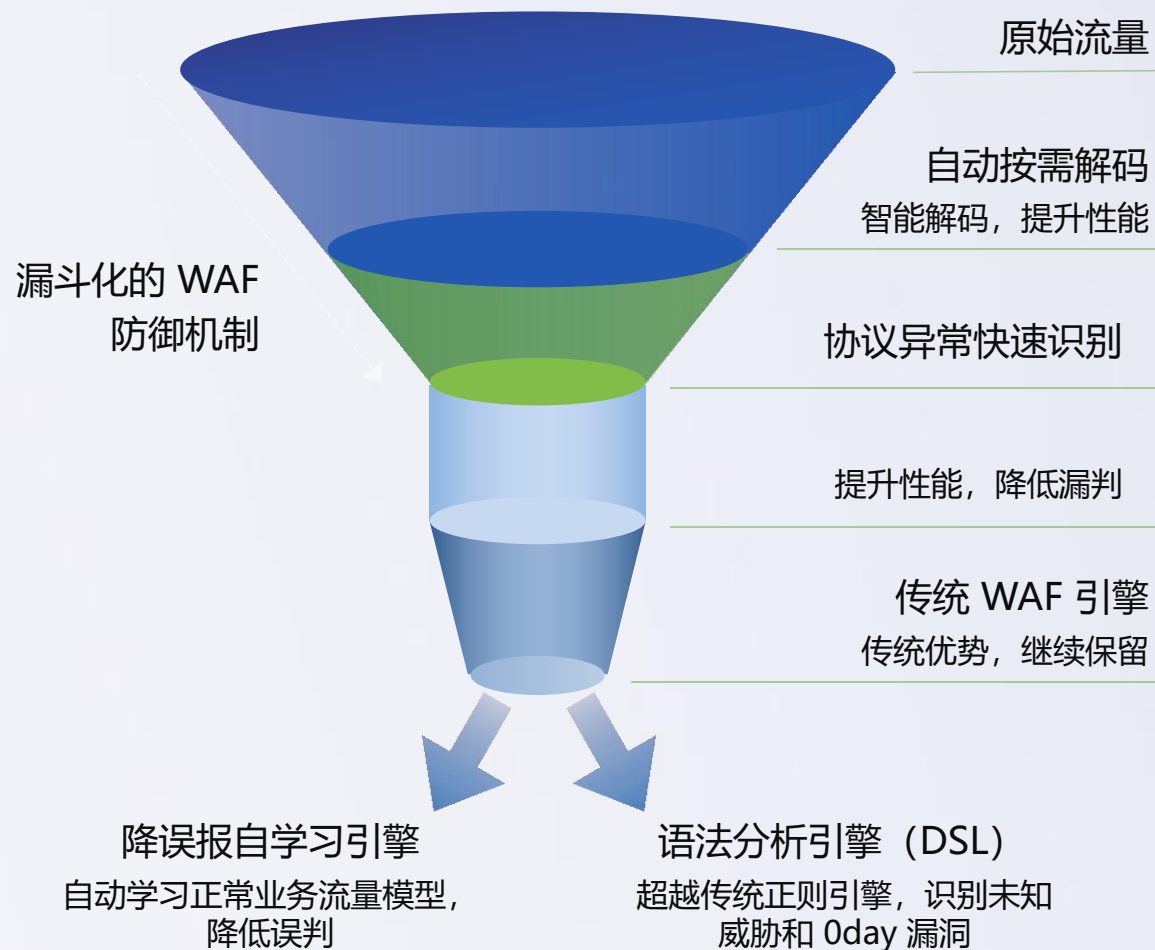 原始流量
自动按需解码
智能解码，提升性能
漏斗化的 WAF
防御机制
协议异常快速识别
提升性能，降低漏判
传统 WAF 引擎
传统优势，继续保留
降误报自学习引擎
自动学习正常业务流量模型，
降低误判
语法分析引擎（DSL）
超越传统正则引擎，识别未知
威胁和 0day 漏洞